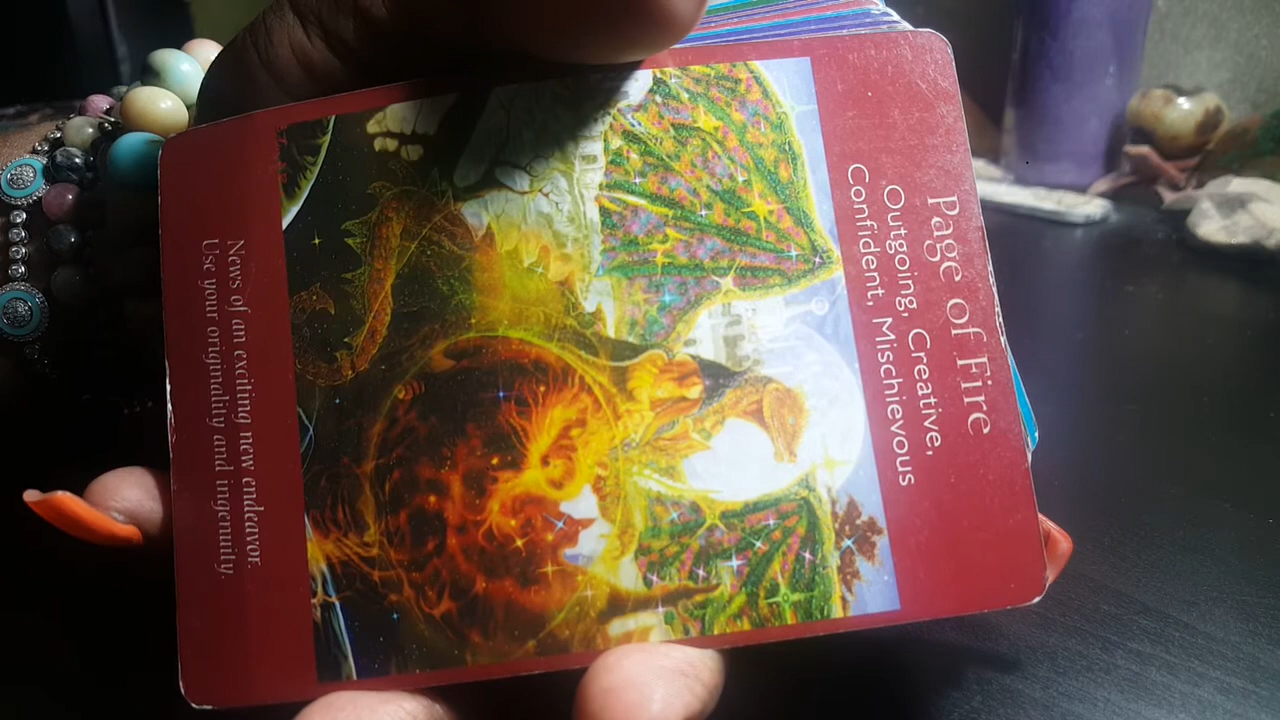 Page of Fire
Outgoing, Creative,
Confident, Mischievous
News of an exciting new endeavor.
Use your originality and ingenuity.